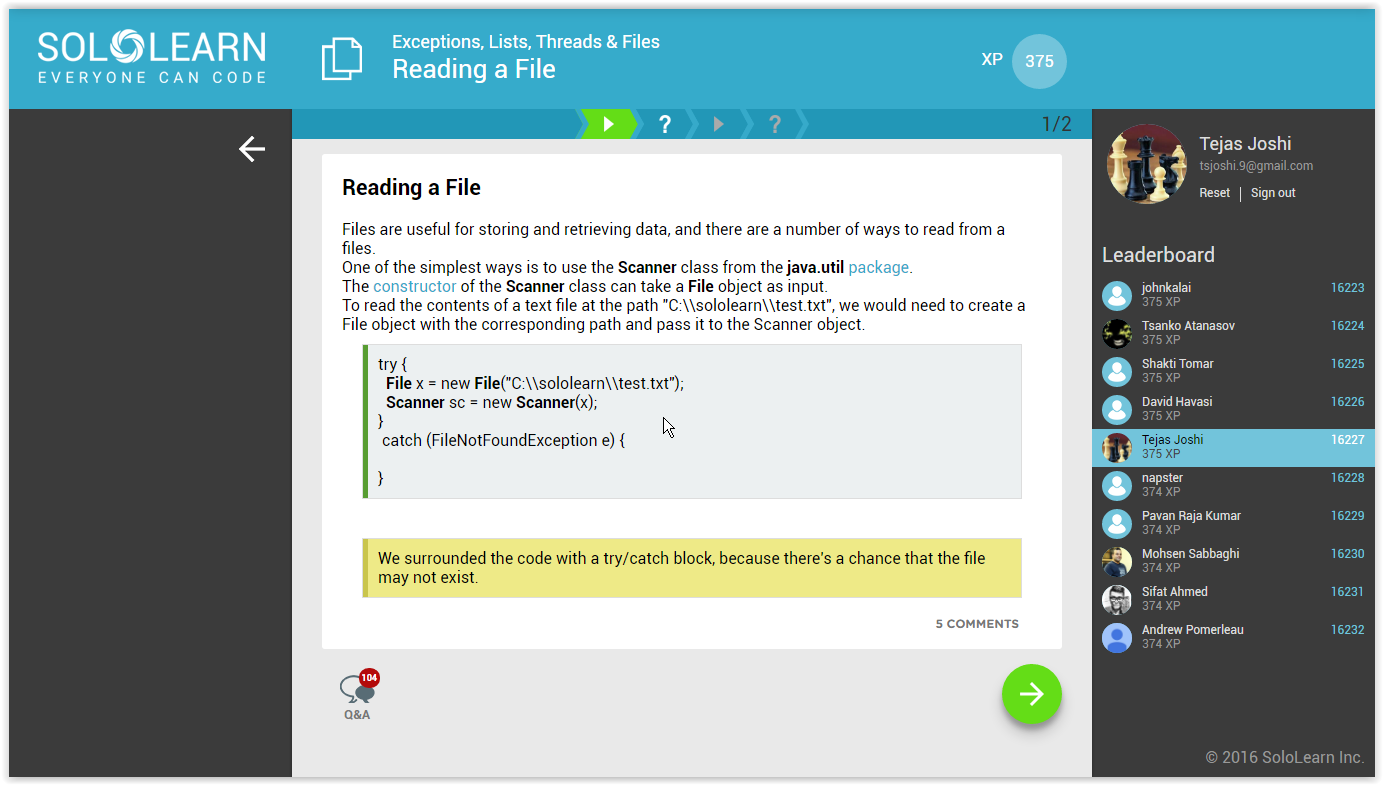 SOLOLEARN
EVERYONE CAN CODE
Exceptions, Lists, Threads & Files
Reading a File
XP 375
? ?
1/2
Reading a File
Files are useful for storing and retrieving data, and there are a number of ways to read from a
files.
One of the simplest ways is to use the Scanner class from the java.util package.
The constructor of the Scanner class can take a File object as input.
To read the contents of a text file at the path "C:\\sololearn\\test.txt", we would need to create a
File object with the corresponding path and pass it to the Scanner object.
try {
File x = new File("C:\\sololearn\\test.txt");
Scanner sc = new Scanner(x);
}
catch (FileNotFoundException e) {
}
We surrounded the code with a try/catch block, because there's a chance that the file
may not exist.
5 COMMENTS
104
Q&A
Tejas Joshi
tsjoshi.9@gmail.com
Reset | Sign out
Leaderboard
johnkalai 16223
375 XP
Tsanko Atanasov 16224
375 XP
Shakti Tomar 16225
375 XP
David Havasi 16226
375 XP
Tejas Joshi 16227
375 XP
napster 16228
374 XP
Pavan Raja Kumar 16229
374 XP
Mohsen Sabbaghi 16230
374 XP
Sifat Ahmed 16231
374 XP
Andrew Pomerleau 16232
374 XP
© 2016 SoloLearn Inc.